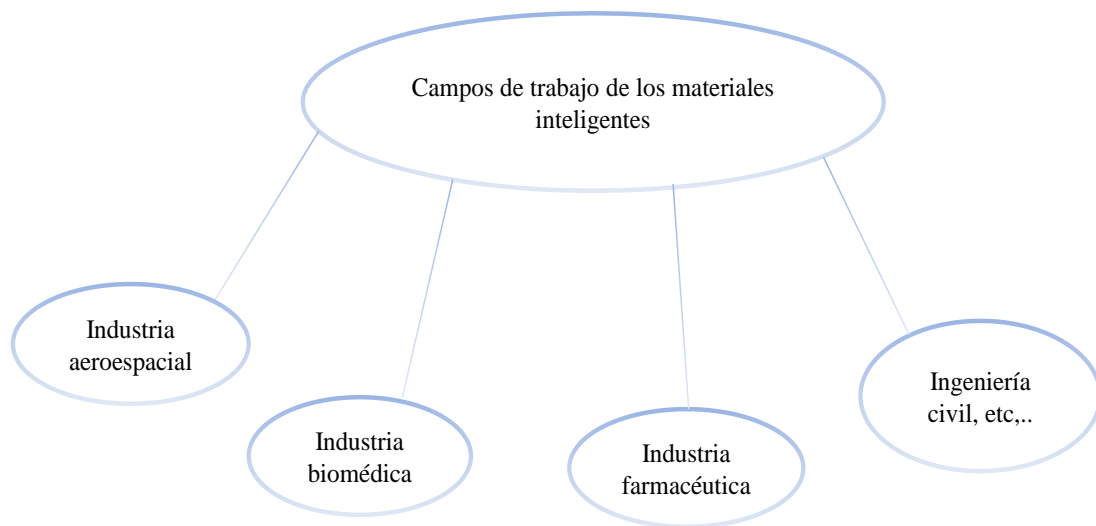 Campos de trabajo de los materiales
inteligentes
Industria
aeroespacial
Industria
biomédica
Industria
farmacéutica
Ingeniería
civil, etc,..